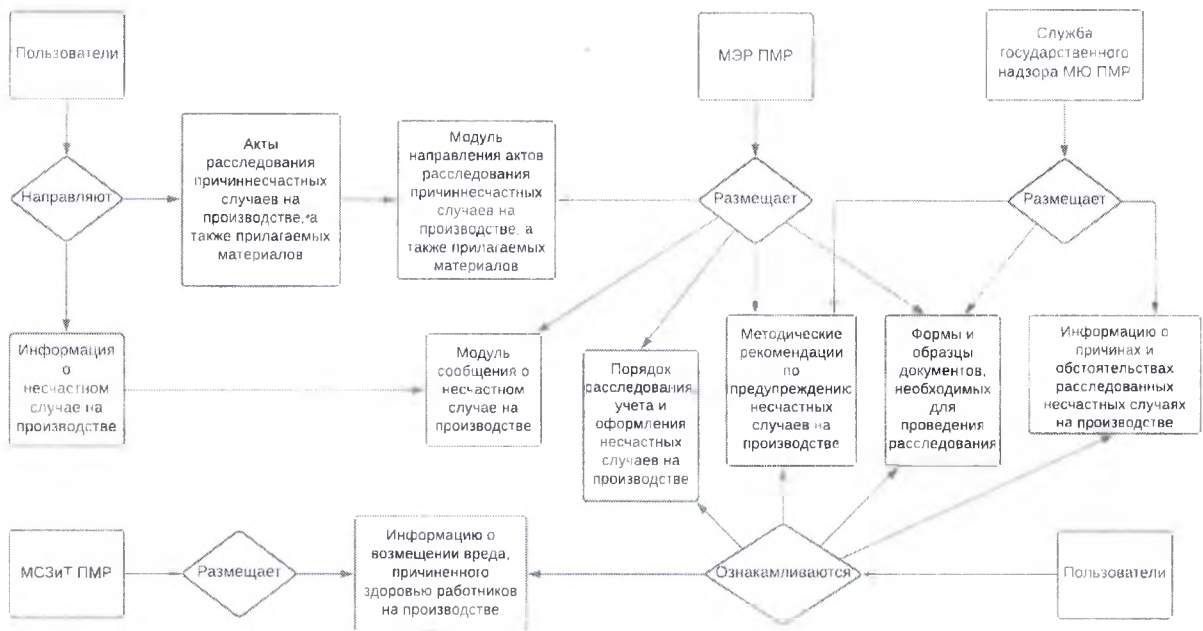 Пользователи
МЭР ПМР
Служба
государственного
надзора МЮ ПМР
Направляют
Акты
расследования
причиннесчастных
случаев на
производстве, а
также прилагаемых
материалов
Модуль
направления актов
расследования
причиннесчастных
случаев на
производстве, а
также прилагаемых
материалов
Размещает
Размещает
Информация
о
несчастном
случае на
производстве
Модуль
сообщения о
несчастном
случае на
производстве
Порядок
расследования
учета и
оформления
несчастных
случаев на
производстве
Методические
рекомендации
по
предупреждению
несчастных
случаев на
производстве
Формы и
образцы
документов,
необходимых
для
проведения
расследования
Информацию о
причинах и
обстоятельствах
расследованных
несчастных случаях
на производстве
МСЗиТ ПМР
Размещает
Информацию о
возмещении вреда,
причиненного
здоровью работников
на производстве
Ознакамливаются
Пользователи